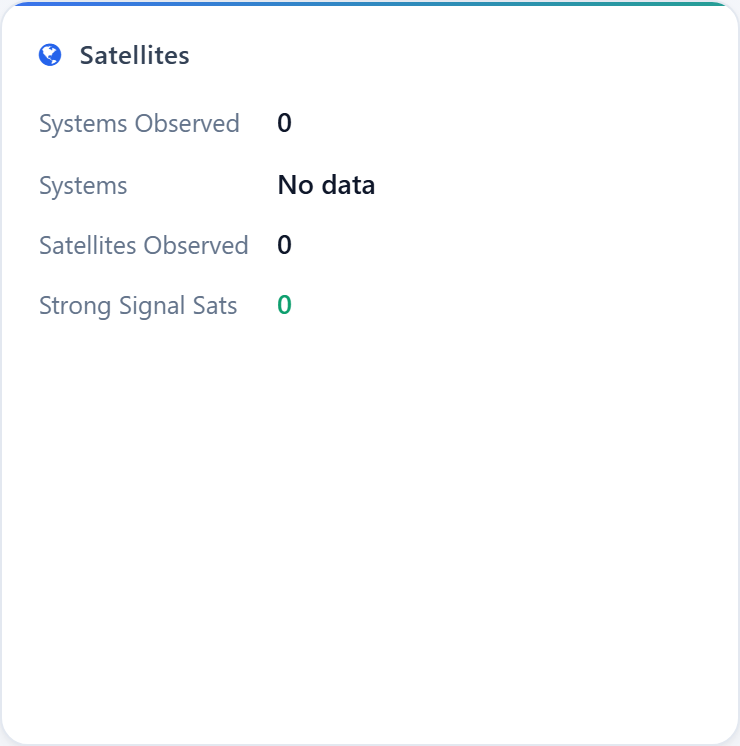 Satellites
Systems Observed 0
Systems No data
Satellites Observed 0
Strong Signal Sats 0